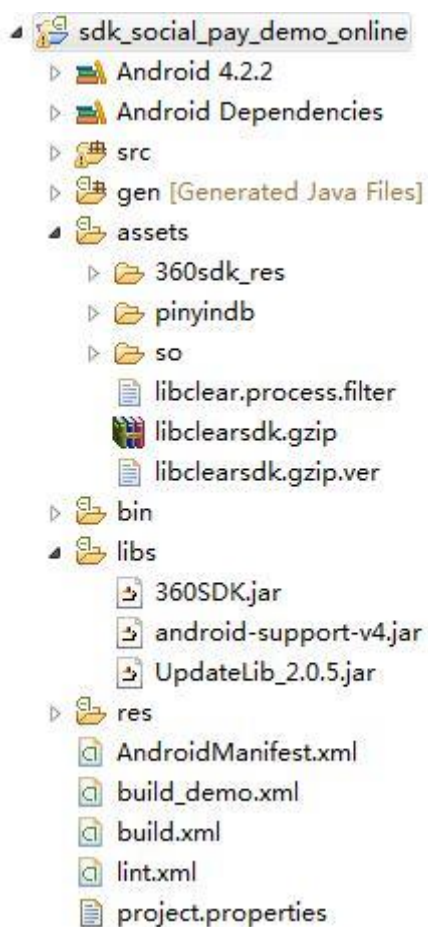 sdk_social_pay_demo_online
Android 4.2.2
Android Dependencies
src
gen [Generated Java Files]
assets
360sdk_res
pinyindb
so
libclear.process.filter
libclearsdk.gzip
libclearsdk.gzip.ver
bin
libs
360SDK.jar
android-support-v4.jar
UpdateLib_2.0.5.jar
res
AndroidManifest.xml
build_demo.xml
build.xml
lint.xml
project.properties